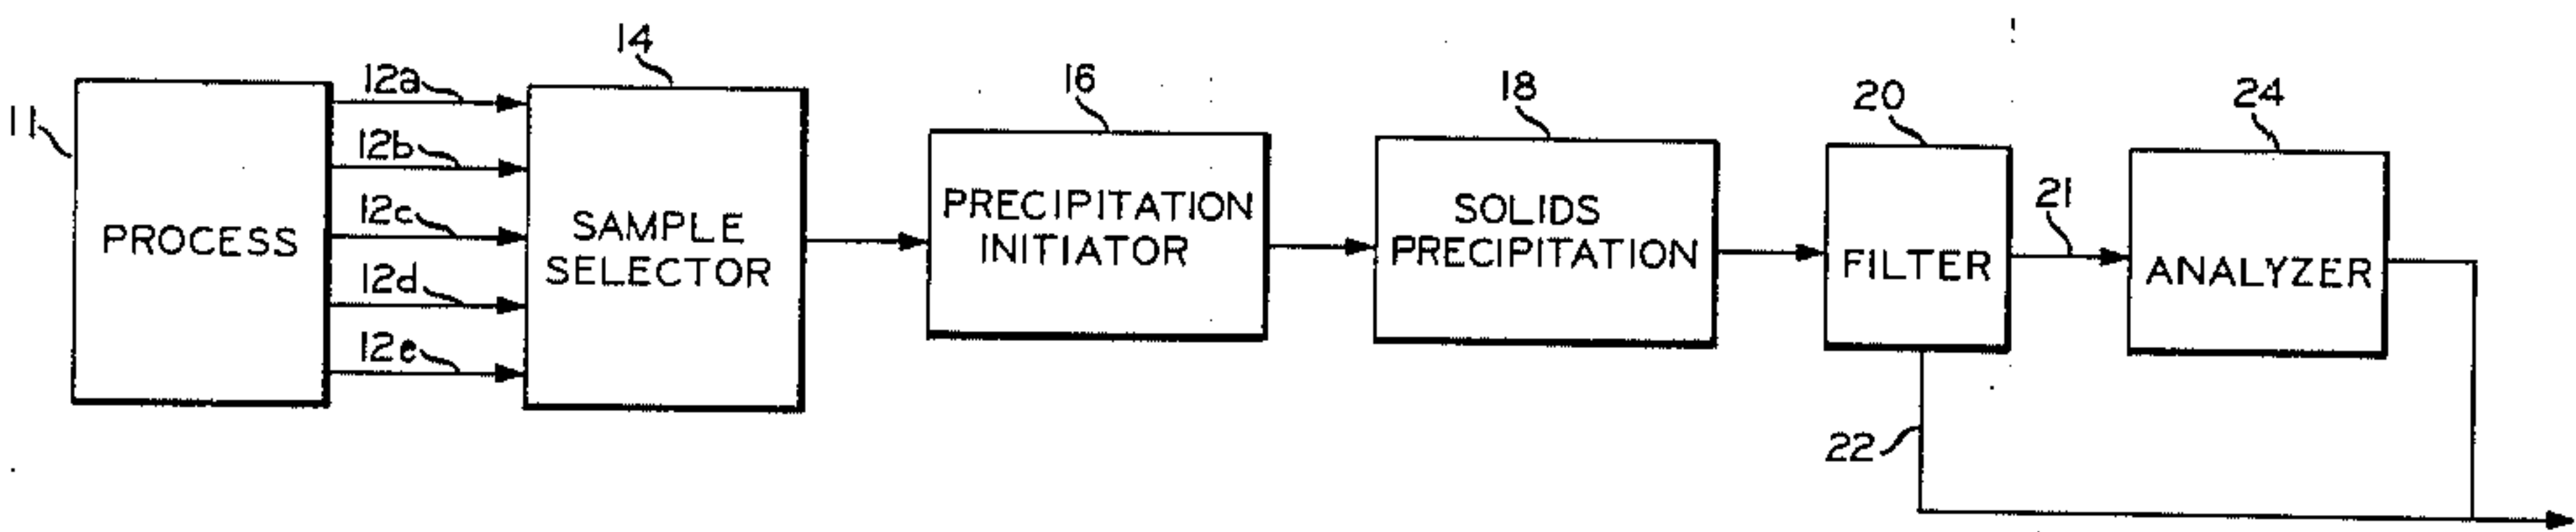 11
PROCESS
12a
12b
12c
12d
12e
14
SAMPLE
SELECTOR
16
PRECIPITATION
INITIATOR
18
SOLIDS
PRECIPITATION
20
FILTER
21
22
24
ANALYZER